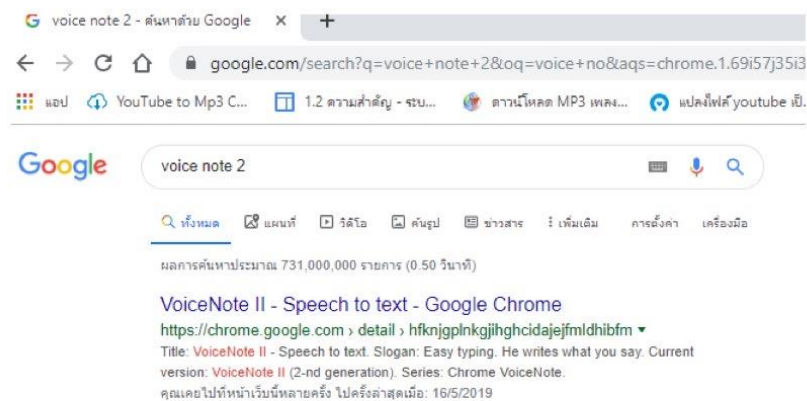 voice note 2 - ค้นหาด้วย Google
google.com/search?q=voice+note+2&oq=voice+no&aqs=chrome.1.69i57j35i3
แอป YouTube to Mp3 C... 1.2 ความสำคัญ - ระบ... ดาวน์โหลด MP3 เพลง... แปลงไฟล์ youtube เป็
Google voice note 2
ทั้งหมด แผนที่ วิดีโอ ค้นรูป ข่าวสาร เพิ่มเติม การตั้งค่า เครื่องมือ
ผลการค้นหาประมาณ 731,000,000 รายการ (0.50 วินาที)
VoiceNote II - Speech to text - Google Chrome
https://chrome.google.com › detail › hfknjgplnkgjihghcidajejfmldhibfm
Title: VoiceNote II - Speech to text. Slogan: Easy typing. He writes what you say. Current
version: VoiceNote II (2-nd generation). Series: Chrome VoiceNote.
คุณเคยไปที่หน้าเว็บนี้หลายครั้ง ไปครั้งล่าสุดเมื่อ: 16/5/2019